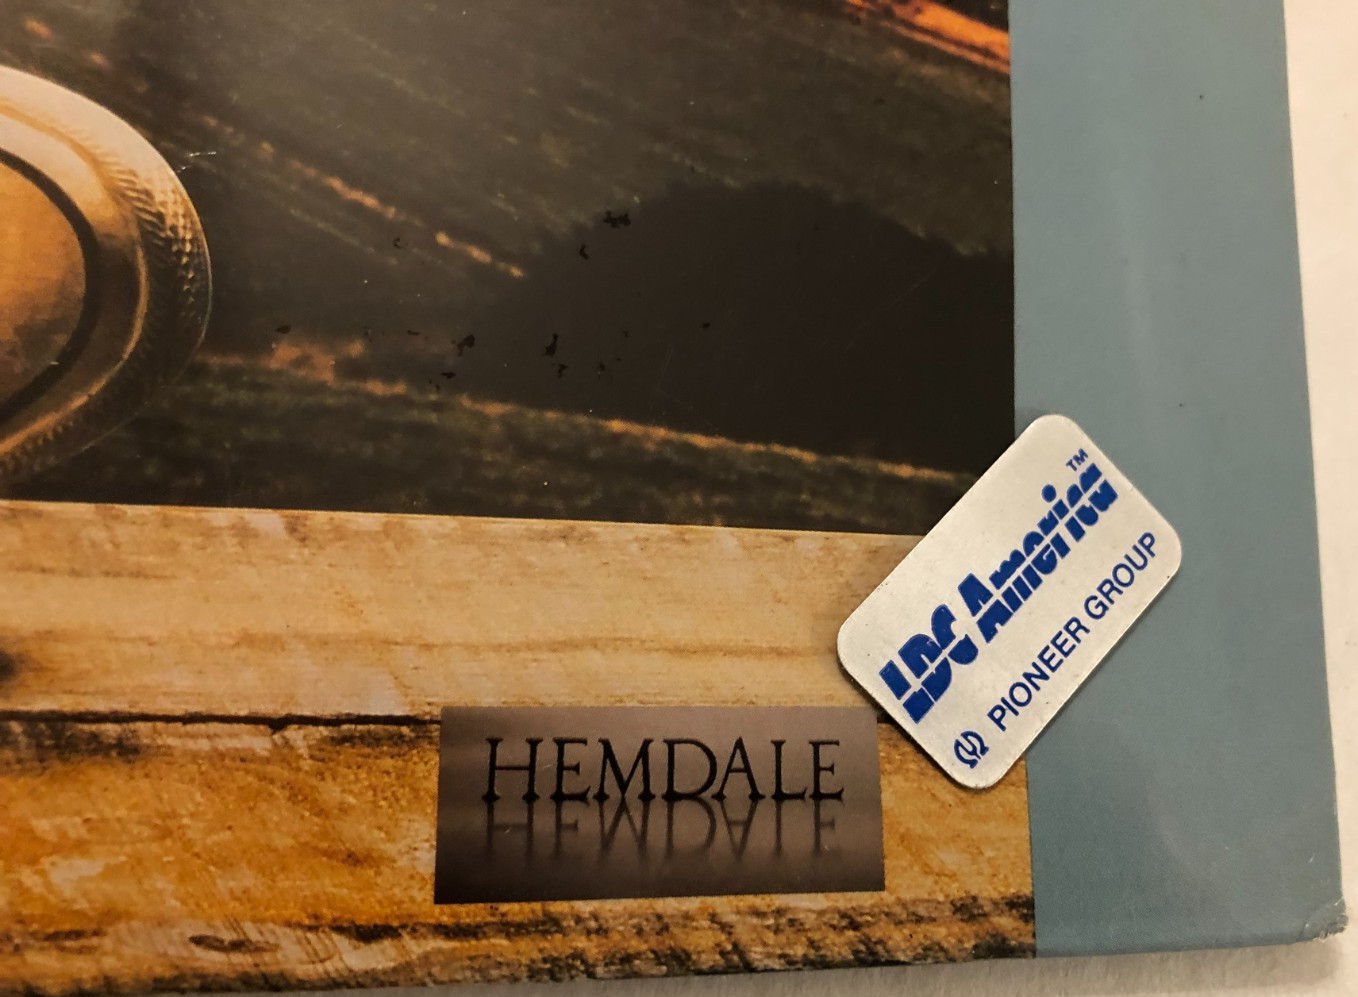 LDC America™
PIONEER GROUP
HEMDALE